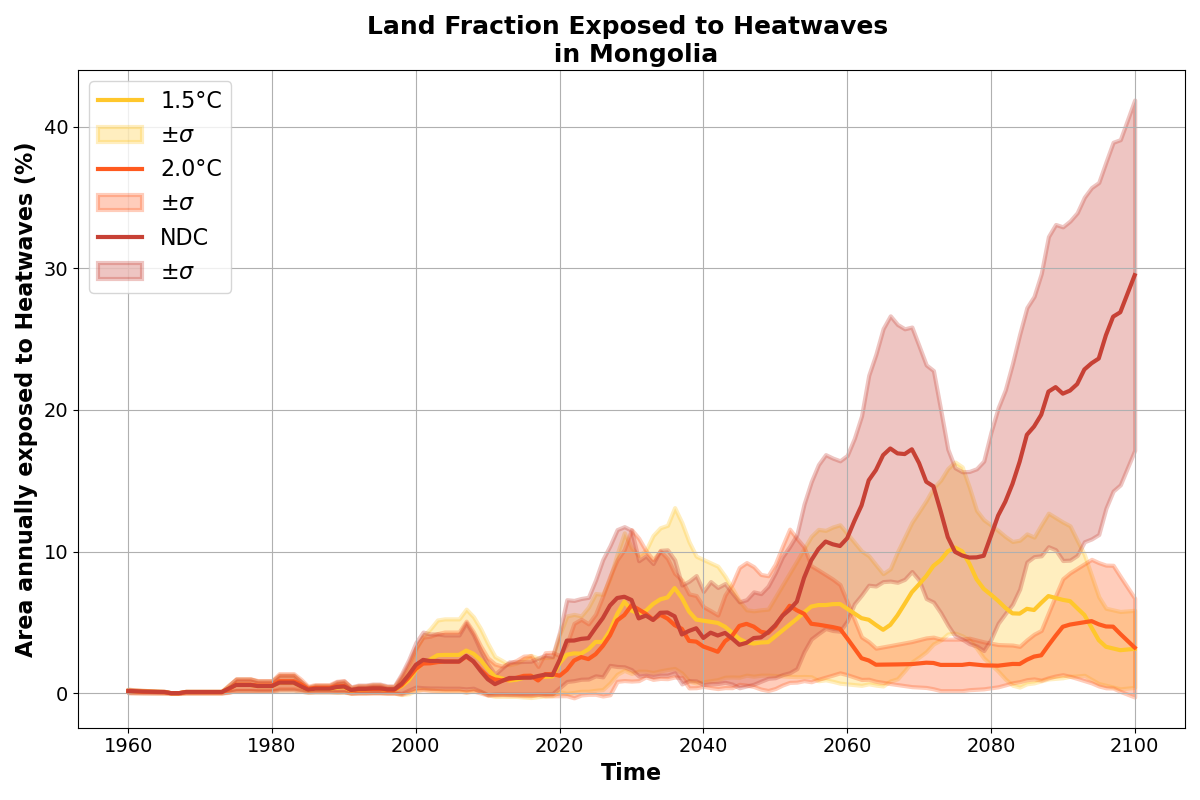 Land Fraction Exposed to Heatwaves
in Mongolia
1.5°C
±σ
2.0°C
±σ
NDC
±σ
Area annually exposed to Heatwaves (%)
40
30
20
10
0
1960
1980
2000
2020
2040
2060
2080
2100
Time